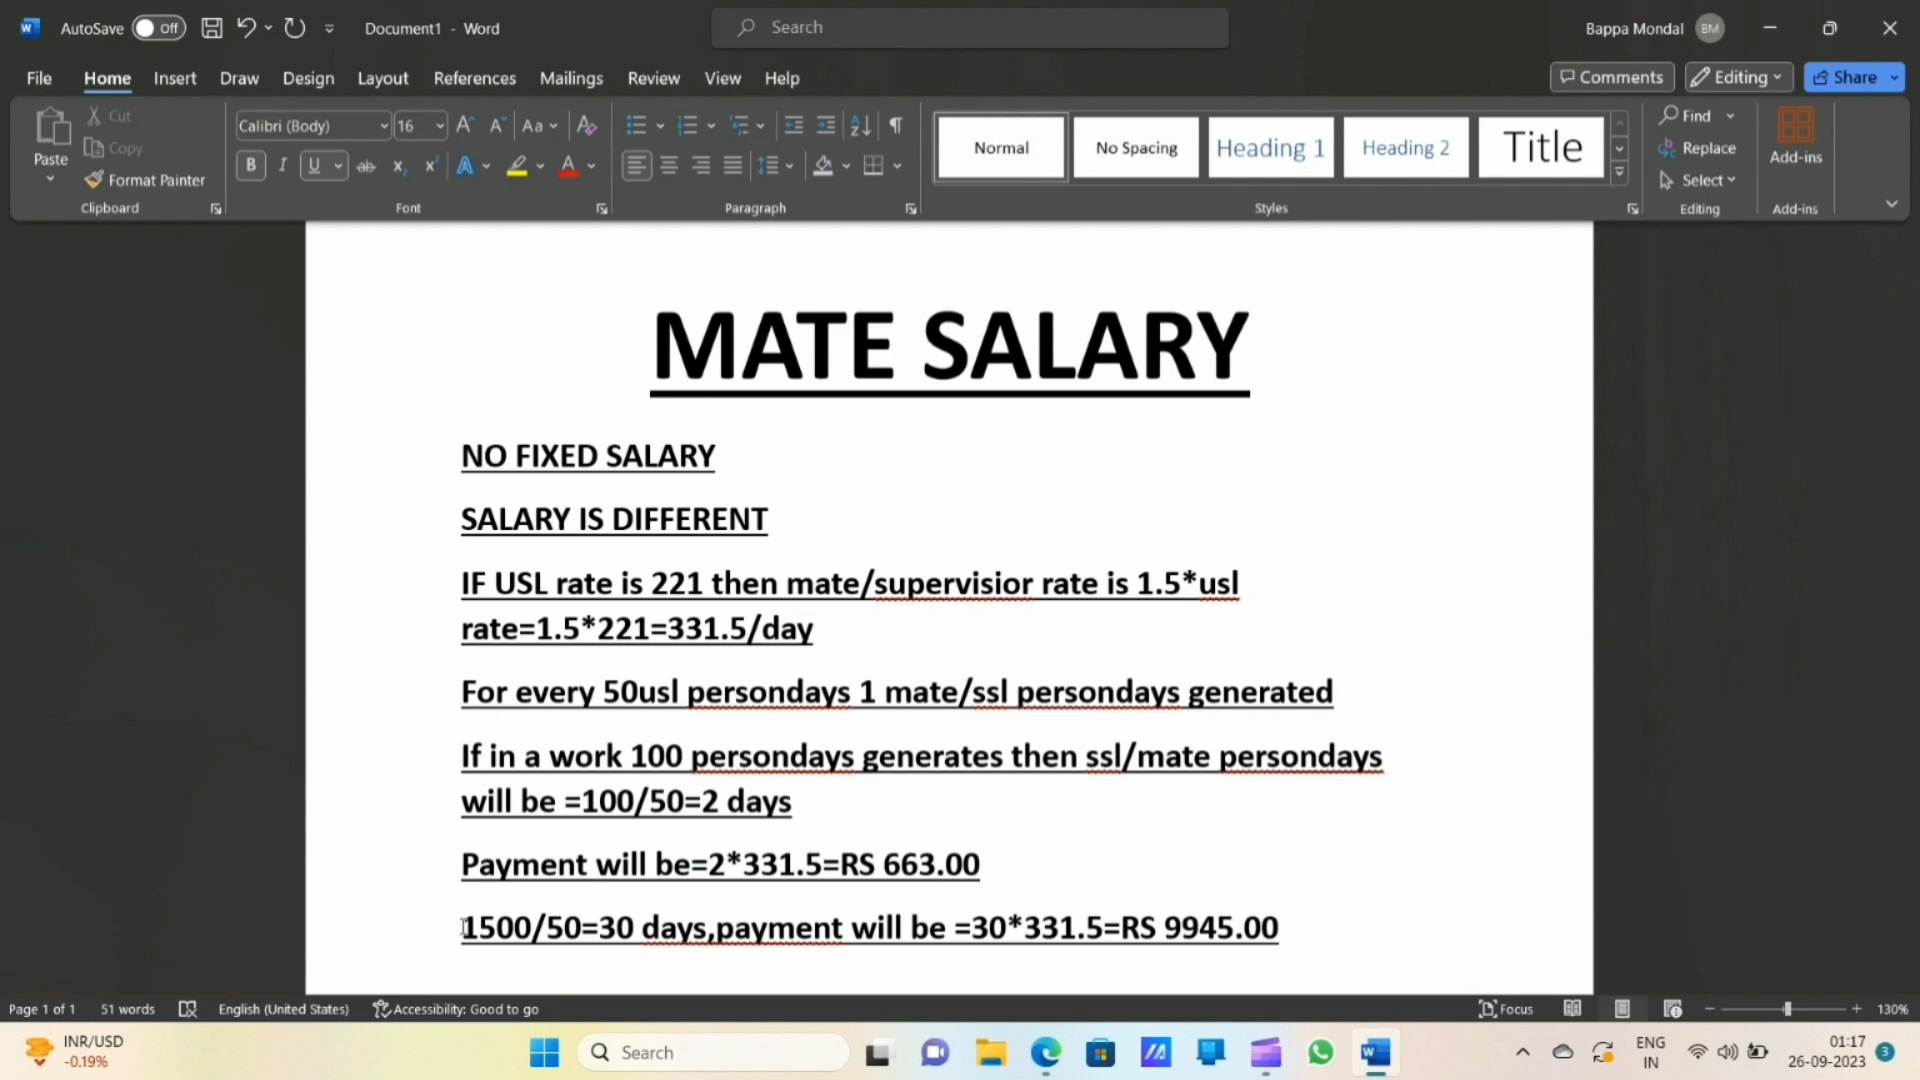 AutoSave Off Document1 - Word Search Bappa Mondal BM
File Home Insert Draw Design Layout References Mailings Review View Help Comments Editing Share
Paste Cut Copy Format Painter
Clipboard
Calibri (Body) 16
Font
Paragraph
Normal No Spacing Heading 1 Heading 2 Title
Styles
Find
Replace
Select
Editing
Add-ins
Add-ins
MATE SALARY
NO FIXED SALARY
SALARY IS DIFFERENT
IF USL rate is 221 then mate/supervisior rate is 1.5*usl
rate=1.5*221=331.5/day
For every 50usl persondays 1 mate/ssl persondays generated
If in a work 100 persondays generates then ssl/mate persondays
will be =100/50=2 days
Payment will be=2*331.5=RS 663.00
1500/50=30 days,payment will be =30*331.5=RS 9945.00
Page 1 of 1 51 words English (United States) Accessibility: Good to go Focus 130%
INR/USD
-0.19%
Search
ENG
IN
01:17
26-09-2023
3